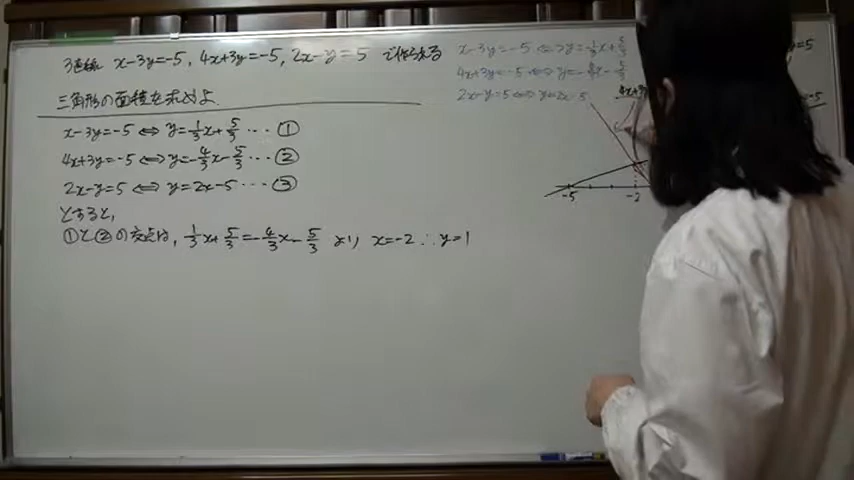 3直線 x-3y=-5, 4x+3y=-5, 2x-y=5 で作られる
三角形の面積を求めよ.
x-3y=-5 ⇔ y=1/3x+5/3 … ①
4x+3y=-5 ⇔ y=-4/3x-5/3 … ②
2x-y=5 ⇔ y=2x-5 … ③
とすると,
①と②の交点は, 1/3x+5/3=-4/3x-5/3 より x=-2 ∴y=1
x-3y=-5 ⇔ y=1/3x+5/3
4x+3y=-5 ⇔ y=-4/3x-5/3
2x-y=5 ⇔ y=2x-5
4x+3
-5
-2
y=5